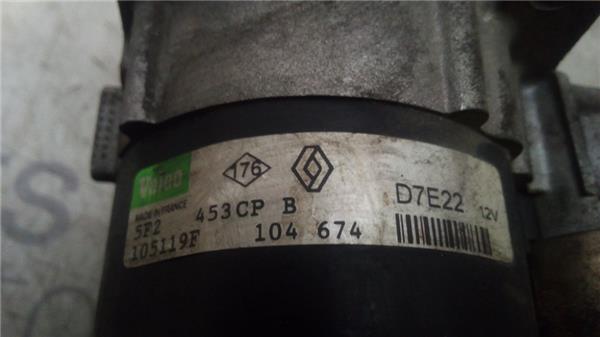 Valeo
176
D7E22 12V
MADE IN FRANCE
5F2 453CP B
105119F 104 674